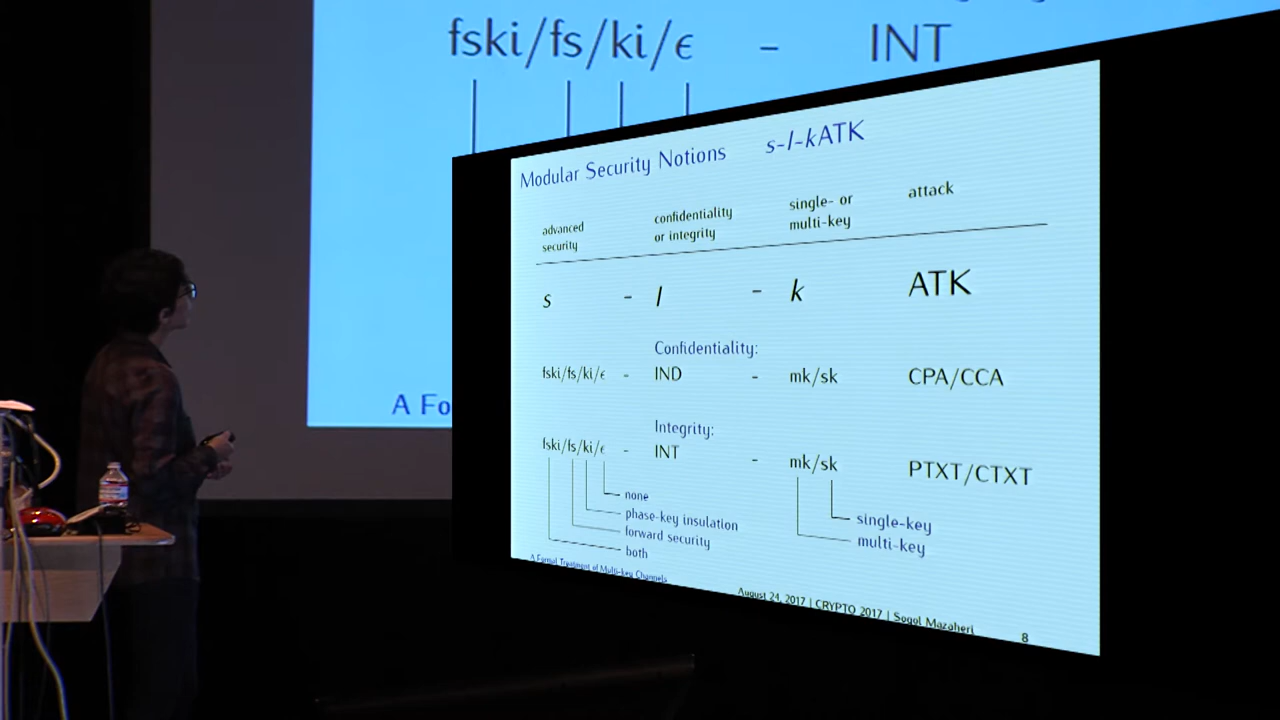 fski/fs/ki/ϵ - INT
A Fo
Modular Security Notions s-l-kATK
advanced security
confidentiality or integrity
single- or multi-key
attack
s - l - k ATK
Confidentiality:
fski/fs/ki/ϵ - IND - mk/sk CPA/CCA
Integrity:
fski/fs/ki/ϵ - INT - mk/sk PTXT/CTXT
none
phase-key insulation
forward security
both
single-key
multi-key
A Formal Treatment of Multi-key Channels
August 24, 2017 | CRYPTO 2017 | Sogol Mazaheri
8